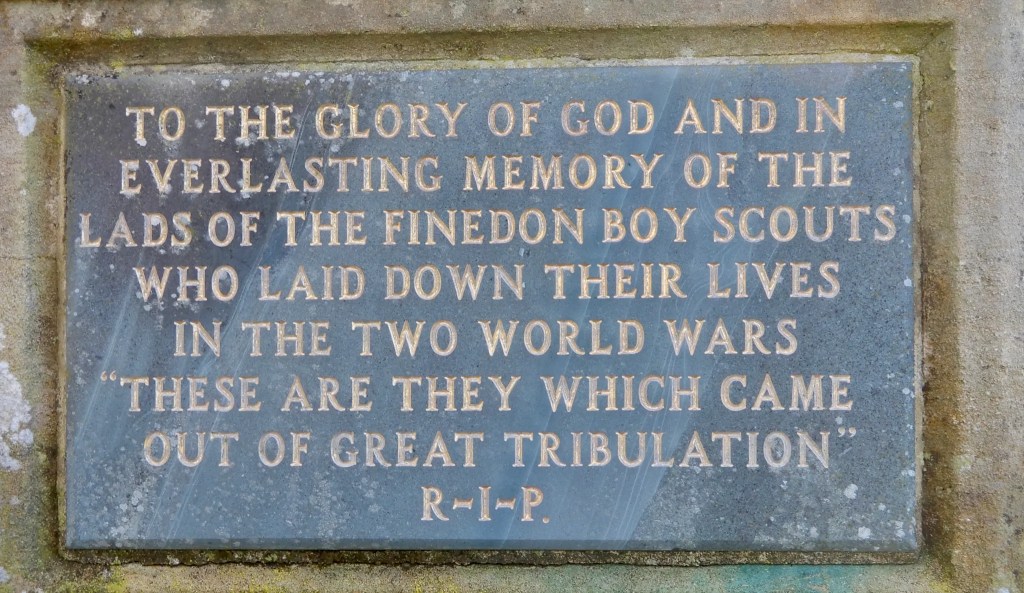 TO THE GLORY OF GOD AND IN
EVERLASTING MEMORY OF THE
LADS OF THE FINEDON BOY SCOUTS
WHO LAID DOWN THEIR LIVES
IN THE TWO WORLD WARS
“THESE ARE THEY WHICH CAME
OUT OF GREAT TRIBULATION”
R-I-P.